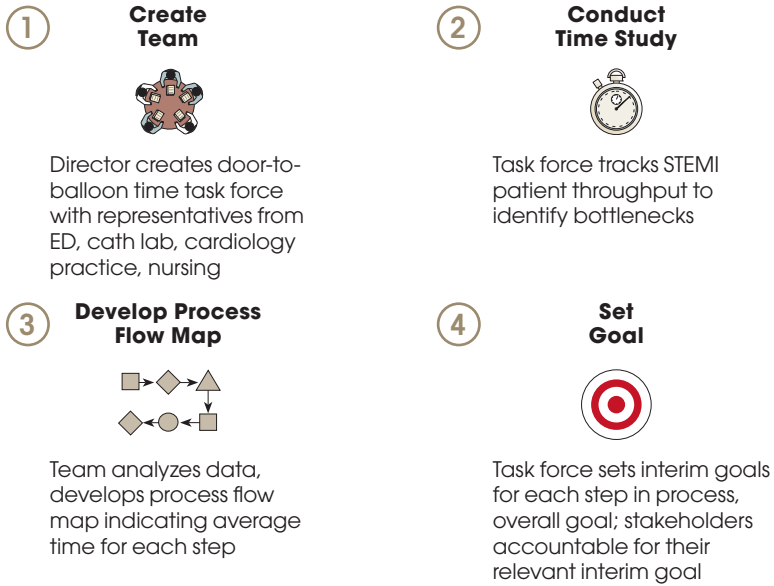 1
Create
Team
Director creates door-to-
balloon time task force
with representatives from
ED, cath lab, cardiology
practice, nursing
2
Conduct
Time Study
Task force tracks STEMI
patient throughput to
identify bottlenecks
3
Develop Process
Flow Map
Team analyzes data,
develops process flow
map indicating average
time for each step
4
Set
Goal
Task force sets interim goals
for each step in process,
overall goal; stakeholders
accountable for their
relevant interim goal